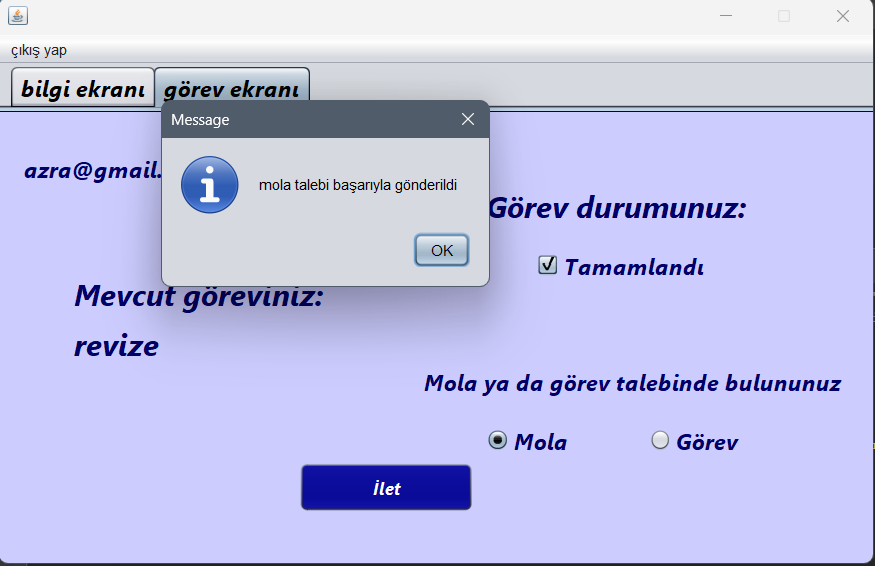 çıkış yap
bilgi ekranı
görev ekranı
Message
mola talebi başarıyla gönderildi
OK
azra@gmail.
Görev durumunuz:
Tamamlandı
Mevcut göreviniz:
revize
Mola ya da görev talebinde bulununuz
Mola
Görev
İlet